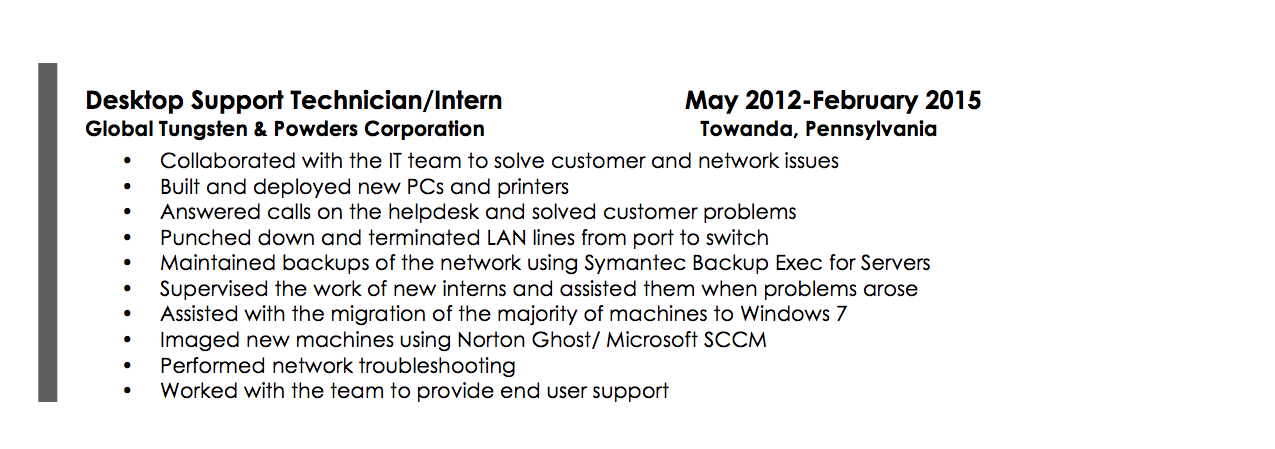 Desktop Support Technician/Intern May 2012-February 2015
Global Tungsten & Powders Corporation Towanda, Pennsylvania
• Collaborated with the IT team to solve customer and network issues
• Built and deployed new PCs and printers
• Answered calls on the helpdesk and solved customer problems
• Punched down and terminated LAN lines from port to switch
• Maintained backups of the network using Symantec Backup Exec for Servers
• Supervised the work of new interns and assisted them when problems arose
• Assisted with the migration of the majority of machines to Windows 7
• Imaged new machines using Norton Ghost/ Microsoft SCCM
• Performed network troubleshooting
• Worked with the team to provide end user support